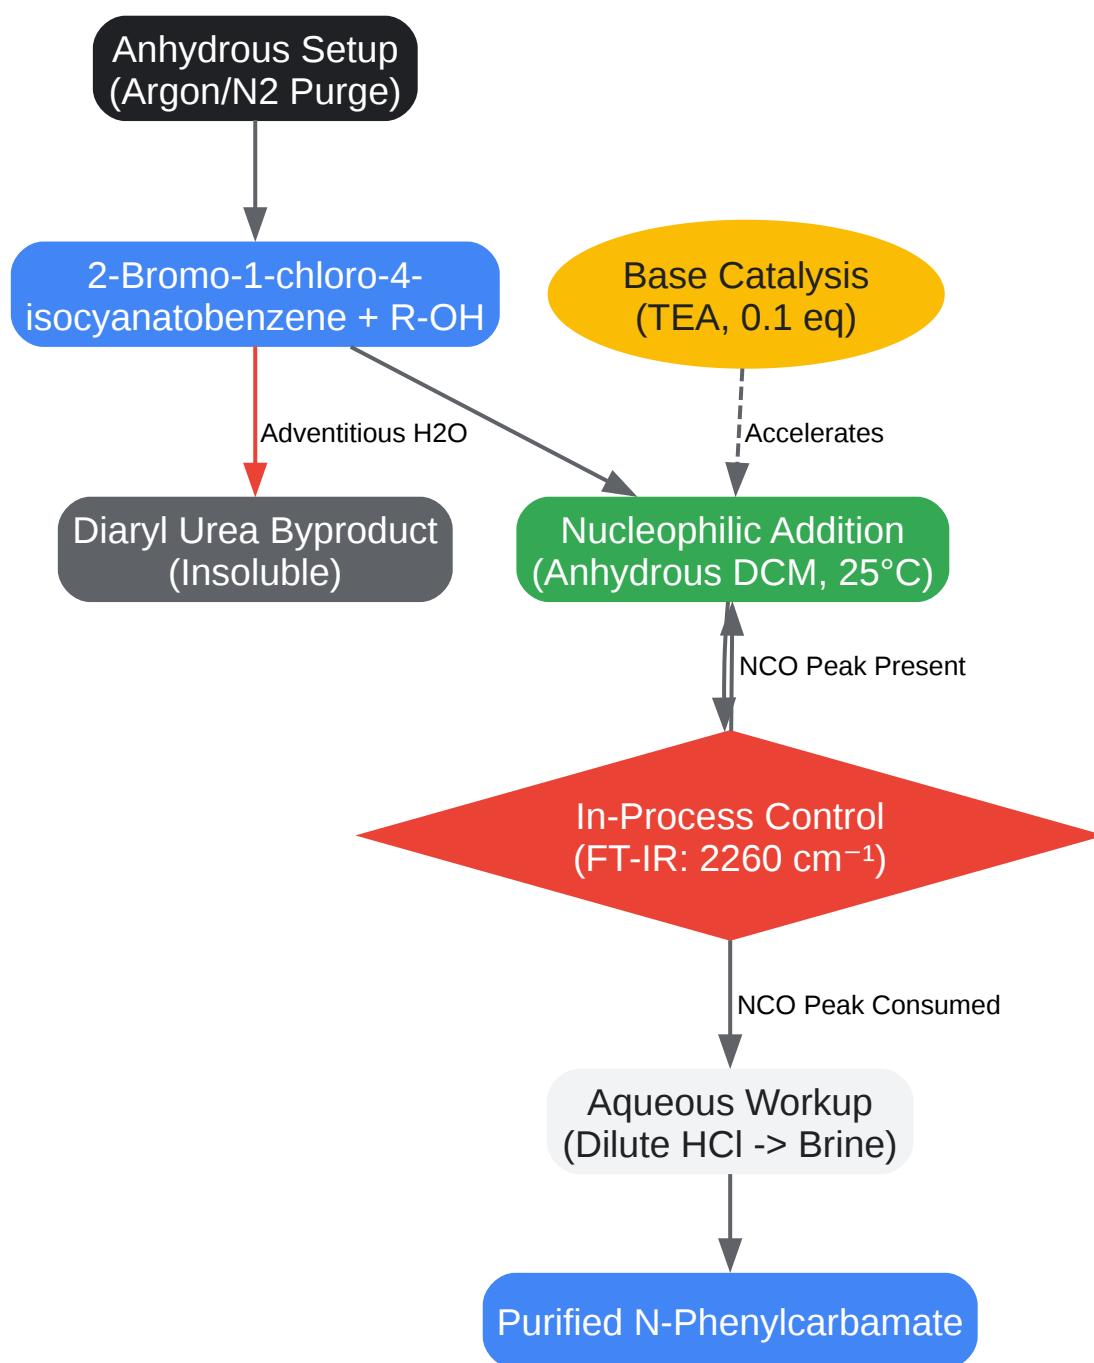 Anhydrous Setup
(Argon/N2 Purge)
2-Bromo-1-chloro-4-
isocyanatobenzene + R-OH
Base Catalysis
(TEA, 0.1 eq)
Adventitious H2O
Accelerates
Diaryl Urea Byproduct
(Insoluble)
Nucleophilic Addition
(Anhydrous DCM, 25°C)
NCO Peak Present
In-Process Control
(FT-IR: 2260 cm⁻¹)
NCO Peak Consumed
Aqueous Workup
(Dilute HCl -> Brine)
Purified N-Phenylcarbamate